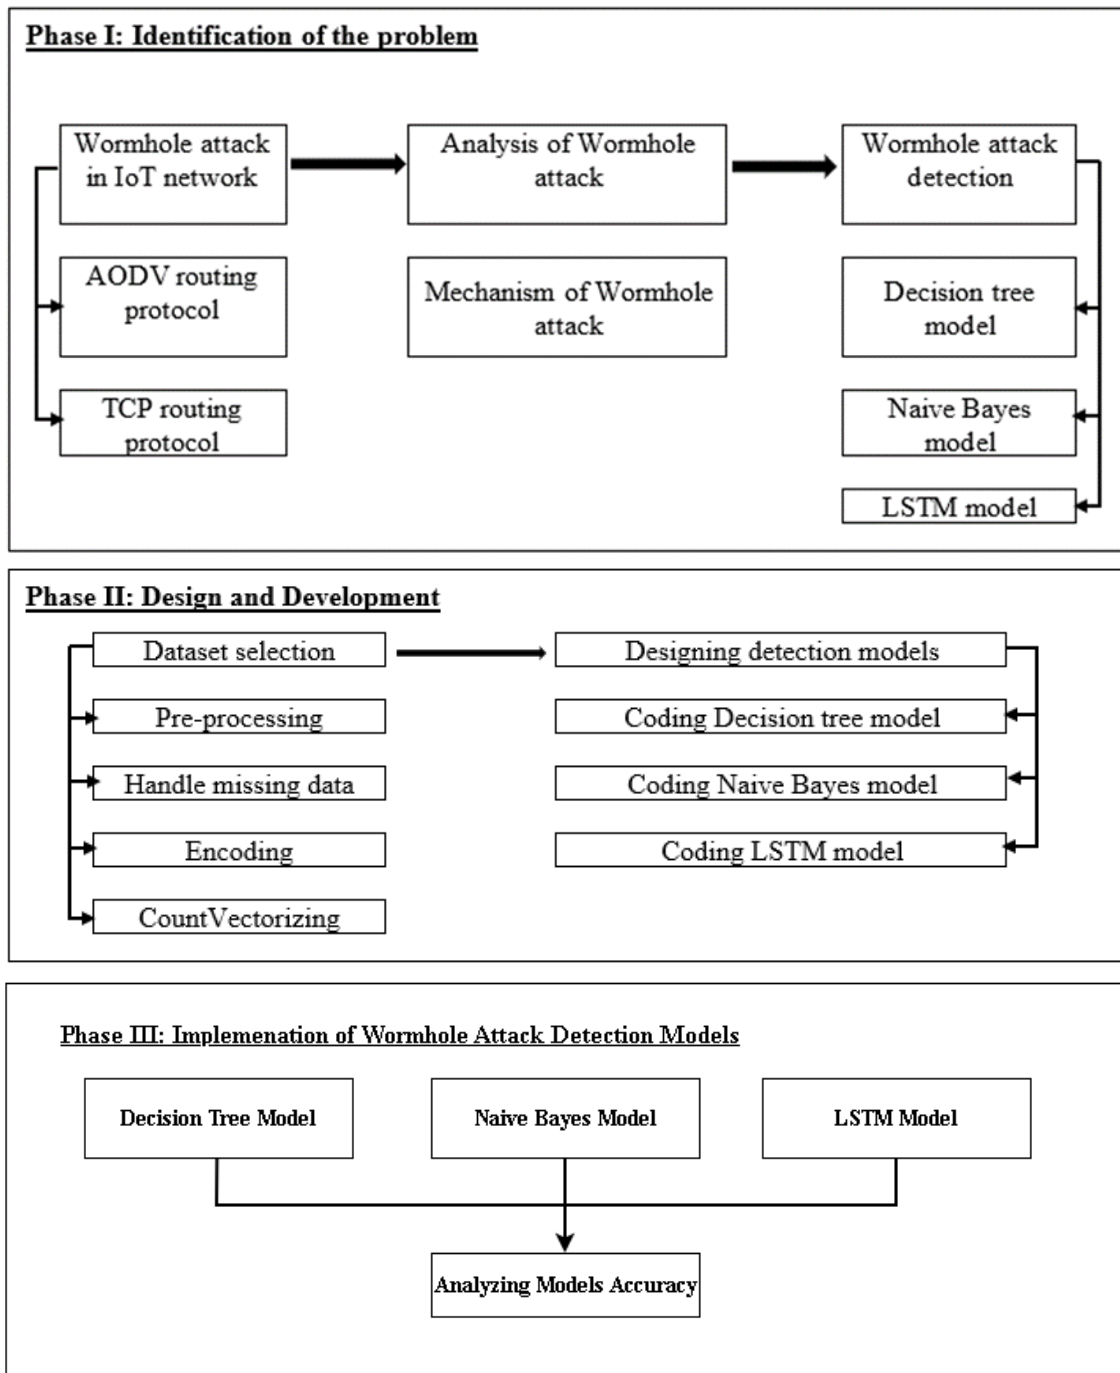 Phase I: Identification of the problem
Wormhole attack
in IoT network
Analysis of Wormhole
attack
Wormhole attack
detection
AODV routing
protocol
Mechanism of Wormhole
attack
Decision tree
model
TCP routing
protocol
Naive Bayes
model
LSTM model
Phase II: Design and Development
Dataset selection
Designing detection models
Pre-processing
Coding Decision tree model
Handle missing data
Coding Naive Bayes model
Encoding
Coding LSTM model
CountVectorizing
Phase III: Implemenation of Wormhole Attack Detection Models
Decision Tree Model
Naive Bayes Model
LSTM Model
Analyzing Models Accuracy